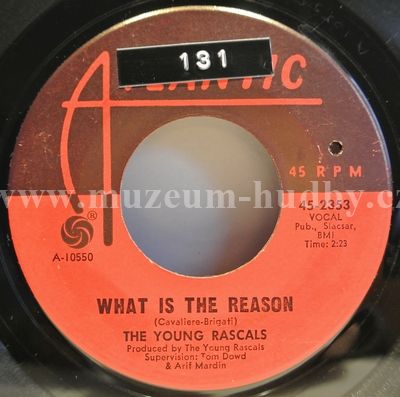 131
ATLANTIC
45 RPM
www.muzeum-hudby.cz
45-2353
VOCAL
Pub., Slacsar,
BMI
Time: 2:23
®
A-10550
WHAT IS THE REASON
(Cavaliere-Brigati)
THE YOUNG RASCALS
Produced by The Young Rascals
Supervision: Tom Dowd
& Arif Mardin